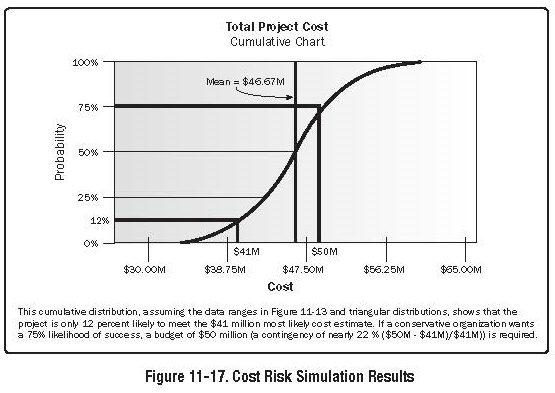 Total Project Cost
Cumulative Chart
100%
Mean = $46.67M
75%
Probability
50%
25%
12%
0%
$41M
$50M
$30.00M
$38.75M
$47.50M
$56.25M
$65.00M
Cost
This cumulative distribution, assuming the data ranges in Figure 11-13 and triangular distributions, shows that the
project is only 12 percent likely to meet the $41 million most likely cost estimate. If a conservative organization wants
a 75% likelihood of success, a budget of $50 million (a contingency of nearly 22 % ($50M - $41M)/$41M)) is required.
Figure 11-17. Cost Risk Simulation Results